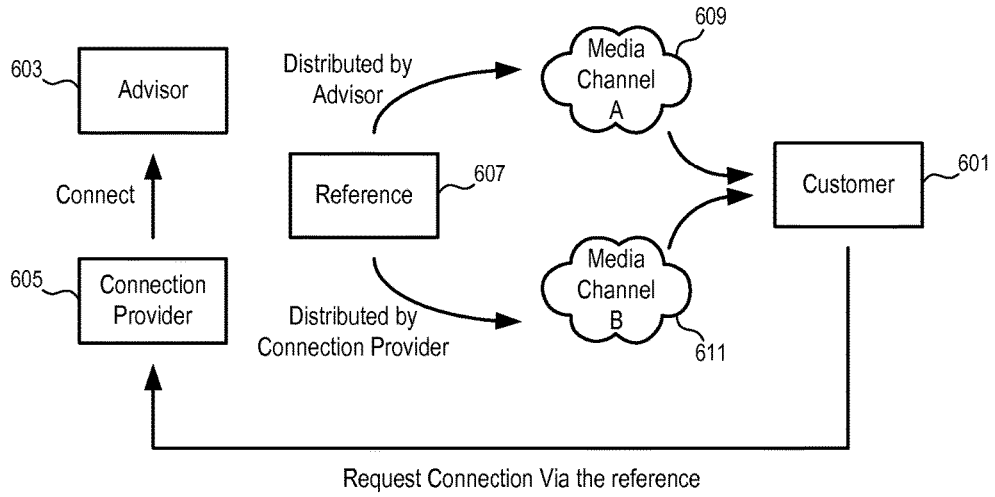 603
Advisor
Connect
605
Connection
Provider
Distributed by
Advisor
Reference
607
Distributed by
Connection Provider
609
Media
Channel
A
Media
Channel
B
611
Customer
601
Request Connection Via the reference